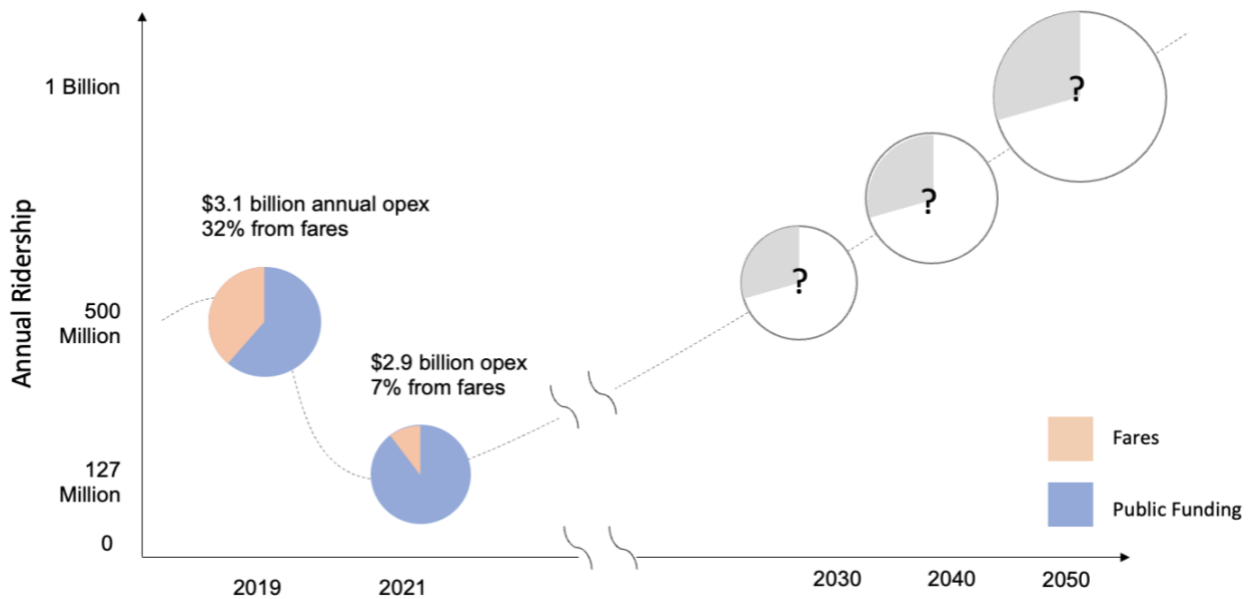 1 Billion
Annual Ridership
$3.1 billion annual opex
32% from fares
500
Million
$2.9 billion opex
7% from fares
127
Million
0
?
?
?
Fares
Public Funding
2019
2021
2030
2040
2050